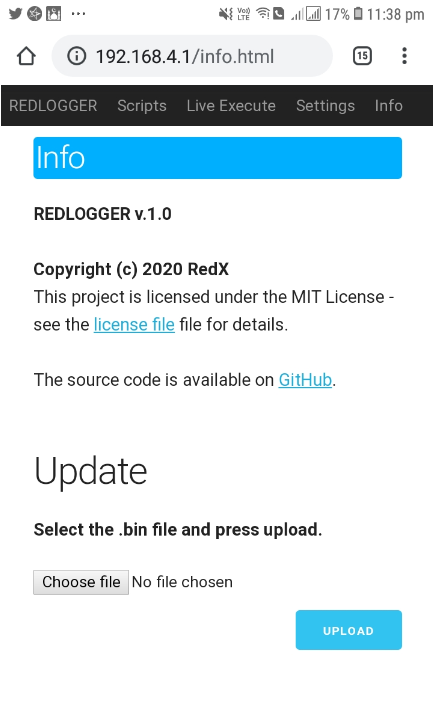 17% 11:38 pm
192.168.4.1/info.html
15
REDLOGGER Scripts Live Execute Settings Info
Info
REDLOGGER v.1.0
Copyright (c) 2020 RedX
This project is licensed under the MIT License -
see the license file file for details.
The source code is available on GitHub.
Update
Select the .bin file and press upload.
Choose file No file chosen
UPLOAD